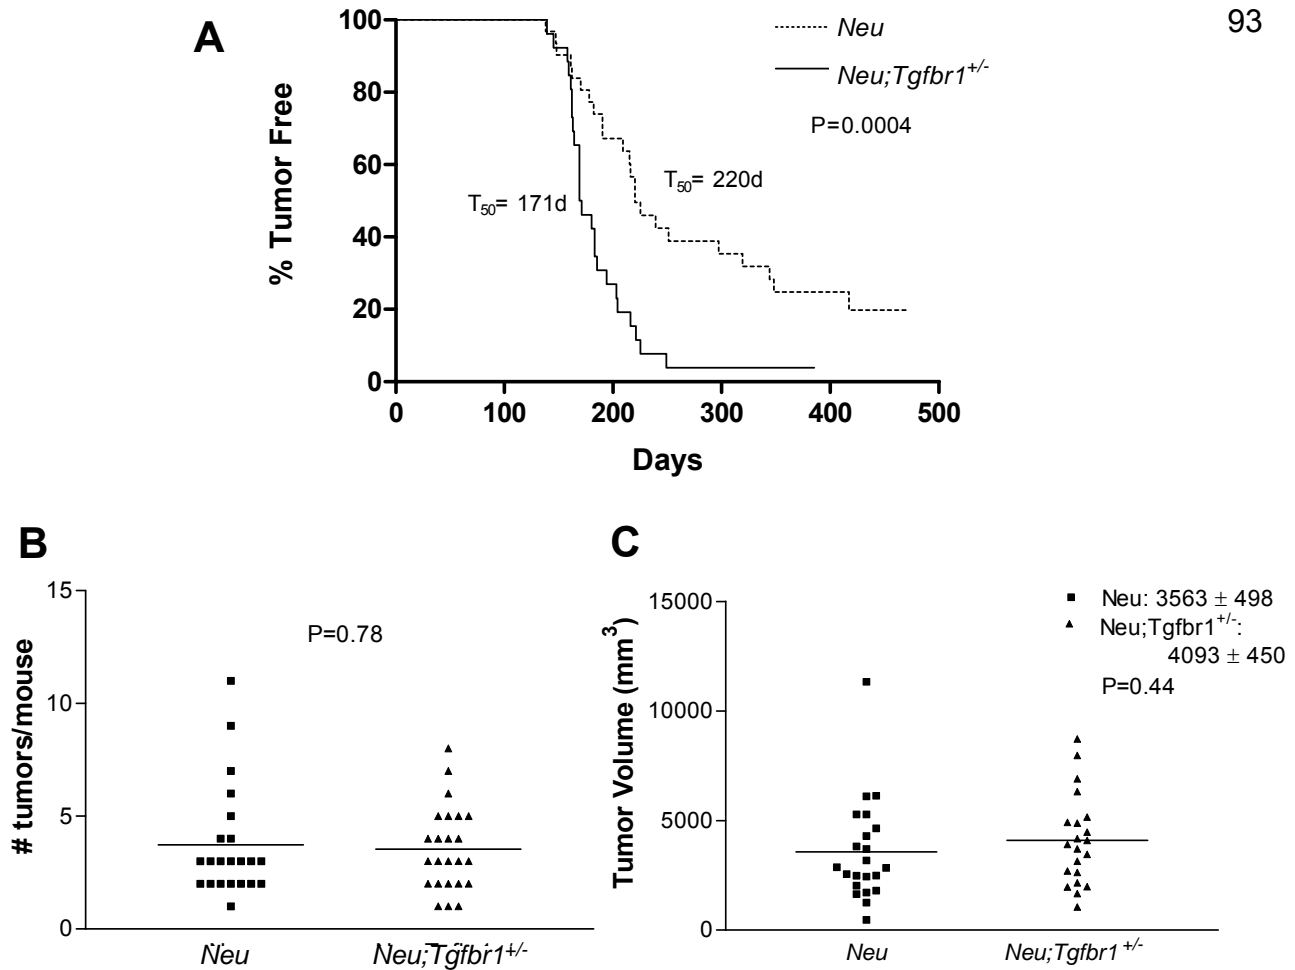 93
A
Neu
Neu;Tgfbr1+/-
P=0.0004
% Tumor Free
100
80
60
40
20
0
T50= 220d
T50= 171d
0 100 200 300 400 500
Days
B
# tumors/mouse
15
10
5
0
P=0.78
Neu Neu;Tgfbr1+/-
C
Tumor Volume (mm3)
15000
10000
5000
0
Neu: 3563 ± 498
Neu;Tgfbr1+/-:
4093 ± 450
P=0.44
Neu Neu;Tgfbr1+/-